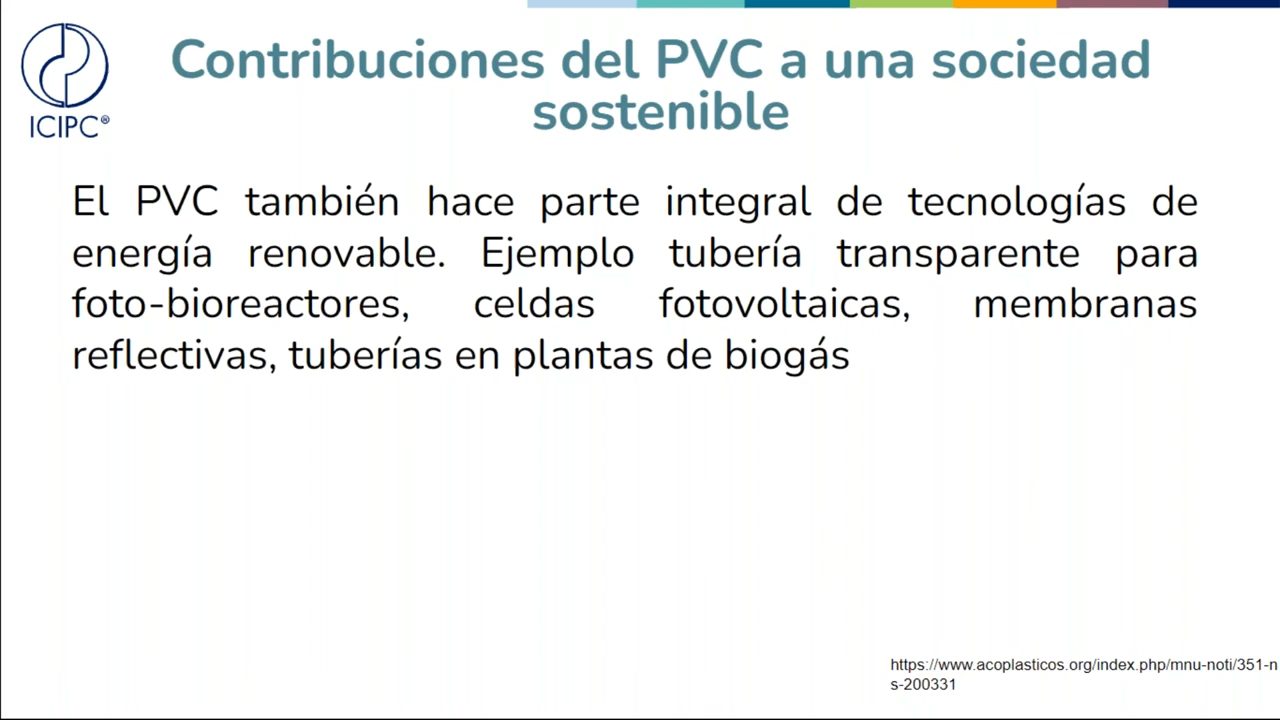 Contribuciones del PVC a una sociedad
sostenible
ICIPC®
El PVC también hace parte integral de tecnologías de
energía renovable. Ejemplo tubería transparente para
foto-bioreactores, celdas fotovoltaicas, membranas
reflectivas, tuberías en plantas de biogás
https://www.acoplasticos.org/index.php/mnu-noti/351-n
s-200331